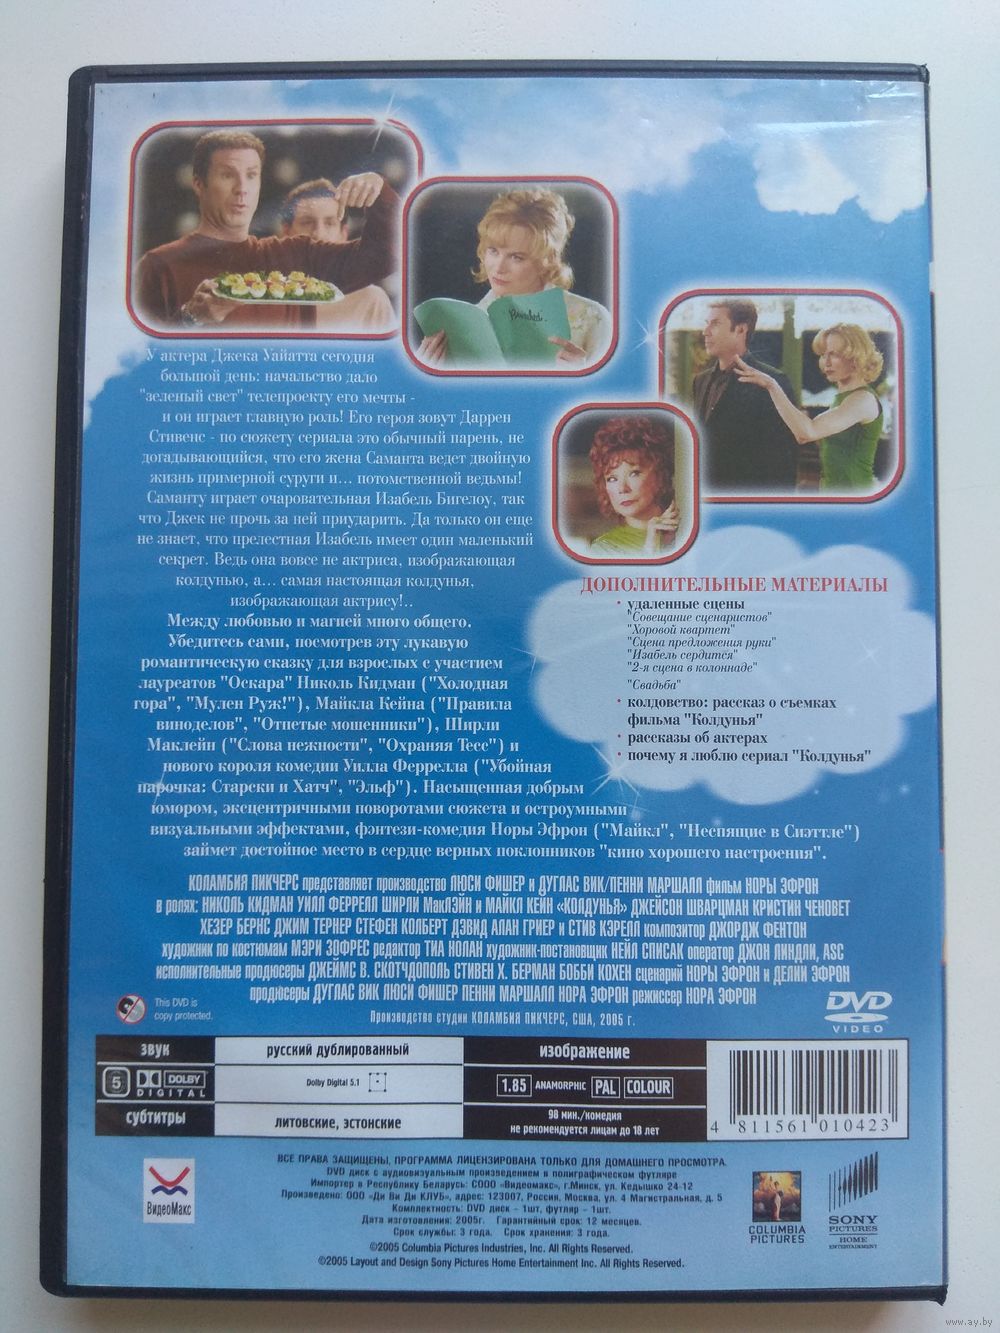 Bewitched
У актера Джека Уайатта сегодня
большой день: начальство дало
"зеленый свет" телепроекту его мечты -
и он играет главную роль! Его героя зовут Даррен
Стивенс - по сюжету сериала это обычный парень, не
догадывающийся, что его жена Саманта ведет двойную
жизнь примерной суруги и... потомственной ведьмы!
Саманту играет очаровательная Изабель Бигелоу, так
что Джек не прочь за ней приударить. Да только он еще
не знает, что прелестная Изабель имеет один маленький
секрет. Ведь она вовсе не актриса, изображающая
колдунью, а... самая настоящая колдунья,
изображающая актрису!..
Между любовью и магией много общего.
Убедитесь сами, посмотрев эту лукавую
романтическую сказку для взрослых с участием
лауреатов "Оскара" Николь Кидман ("Холодная
гора", "Мулен Руж!"), Майкла Кейна ("Правила
виноделов", "Отпетые мошенники"), Ширли
Маклейн ("Слова нежности", "Охраняя Тесс") и
нового короля комедии Уилла Феррелла ("Убойная
парочка: Старски и Хатч", "Эльф"). Насыщенная добрым
юмором, эксцентричными поворотами сюжета и остроумными
визуальными эффектами, фэнтези-комедия Норы Эфрон ("Майкл", "Неспящие в Сиэттле")
займет достойное место в сердце верных поклонников "кино хорошего настроения".
ДОПОЛНИТЕЛЬНЫЕ МАТЕРИАЛЫ
· удаленные сцены
"Совещание сценаристов"
"Хоровой квартет"
"Сцена предложения руки"
"Изабель сердится"
"2-я сцена в колоннаде"
"Свадьба"
· колдовство: рассказ о съемках
фильма "Колдунья"
· рассказы об актерах
· почему я люблю сериал "Колдунья"
КОЛАМБИЯ ПИКЧЕРС представляет производство ЛЮСИ ФИШЕР и ДУГЛАС ВИК/ПЕННИ МАРШАЛЛ фильм НОРЫ ЭФРОН
в ролях: НИКОЛЬ КИДМАН УИЛЛ ФЕРРЕЛЛ ШИРЛИ МакЛЭЙН и МАЙКЛ КЕЙН «КОЛДУНЬЯ» ДЖЕЙСОН ШВАРЦМАН КРИСТИН ЧЕНОВЕТ
ХЕЗЕР БЕРНС ДЖИМ ТЕРНЕР СТЕФЕН КОЛБЕРТ ДЭВИД АЛАН ГРИЕР и СТИВ КЭРЕЛЛ композитор ДЖОРДЖ ФЕНТОН
художник по костюмам МЭРИ ЗОФРЕС редактор ТИА НОЛАН художник-постановщик НЕЙЛ СПИСАК оператор ДЖОН ЛИНДЛИ, ASC
исполнительные продюсеры ДЖЕЙМС В. СКОТЧДОПОЛЬ СТИВЕН Х. БЕРМАН БОББИ КОХЕН сценарий НОРЫ ЭФРОН и ДЕЛИИ ЭФРОН
продюсеры ДУГЛАС ВИК ЛЮСИ ФИШЕР ПЕННИ МАРШАЛЛ НОРА ЭФРОН режиссер НОРА ЭФРОН
Производство студии КОЛАМБИЯ ПИКЧЕРС, США, 2005 г.
This DVD is
copy protected.
DVD
VIDEO
звук
русский дублированный
изображение
5
DOLBY
DIGITAL
Dolby Digital 5.1
1.85 ANAMORPHIC PAL COLOUR
субтитры
литовские, эстонские
98 мин./комедия
не рекомендуется лицам до 18 лет
4 811561 010423
ВСЕ ПРАВА ЗАЩИЩЕНЫ, ПРОГРАММА ЛИЦЕНЗИРОВАНА ТОЛЬКО ДЛЯ ДОМАШНЕГО ПРОСМОТРА.
DVD диск с аудиовизуальным произведением в полиграфическом футляре
Импортер в Республику Беларусь: СООО «Видеомакс», г.Минск, ул. Кедышко 24-12
Произведено: ООО «Ди Ви Ди КЛУБ», адрес: 123007, Россия, Москва, ул. 4 Магистральная, д. 5
Комплектность: DVD диск - 1шт, футляр - 1шт.
Дата изготовления: 2005г. Гарантийный срок: 12 месяцев.
Срок службы: 3 года. Срок хранения: 3 года.
©2005 Columbia Pictures Industries, Inc. All Rights Reserved.
©2005 Layout and Design Sony Pictures Home Entertainment Inc. All Rights Reserved.
ВидеоМакс
COLUMBIA
PICTURES
SONY
PICTURES
HOME
ENTERTAINMENT
www.ay.by